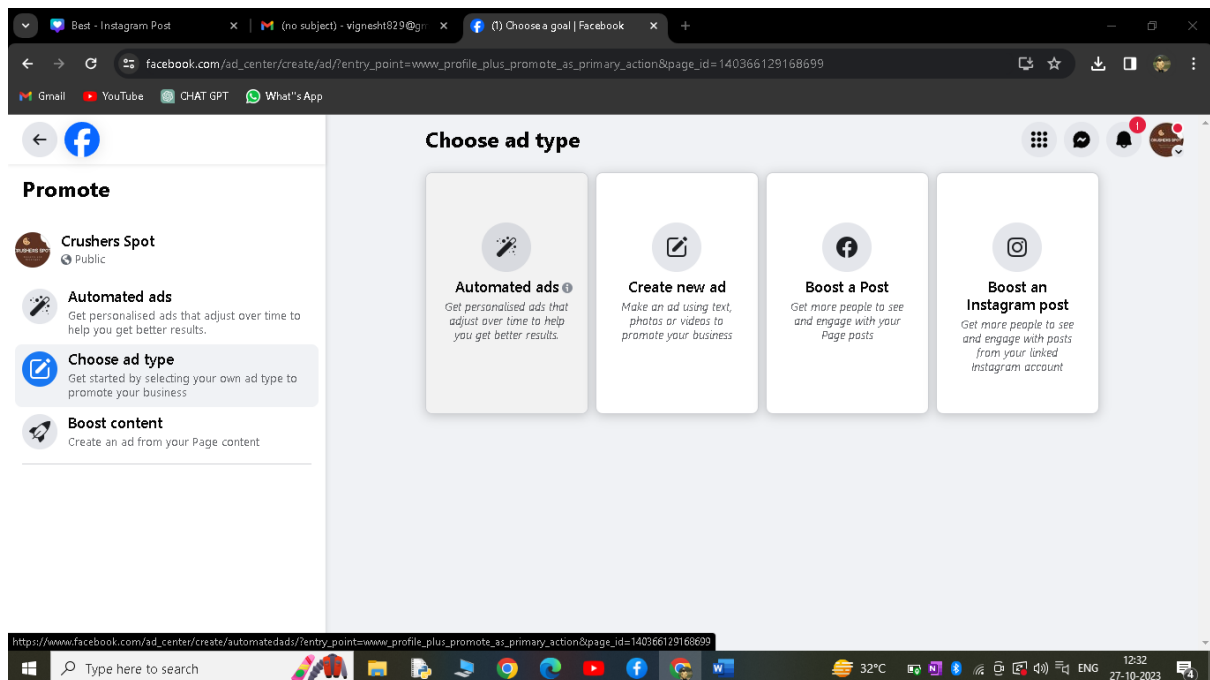 Best - Instagram Post
(no subject) - vignesht829@gm
(1) Choose a goal | Facebook
facebook.com/ad_center/create/ad/?entry_point=www_profile_plus_promote_as_primary_action&page_id=140366129168699
Gmail
YouTube
CHAT GPT
What''s App
Promote
Crushers Spot
Public
Automated ads
Get personalised ads that adjust over time to
help you get better results.
Choose ad type
Get started by selecting your own ad type to
promote your business
Boost content
Create an ad from your Page content
Choose ad type
1
Automated ads
Get personalised ads that
adjust over time to help
you get better results.
Create new ad
Make an ad using text,
photos or videos to
promote your business
Boost a Post
Get more people to see
and engage with your
Page posts
Boost an
Instagram post
Get more people to see
and engage with posts
from your linked
Instagram account
https://www.facebook.com/ad_center/create/automatedads/?entry_point=www_profile_plus_promote_as_primary_action&page_id=140366129168699
Type here to search
32°C
ENG
12:32
27-10-2023
4